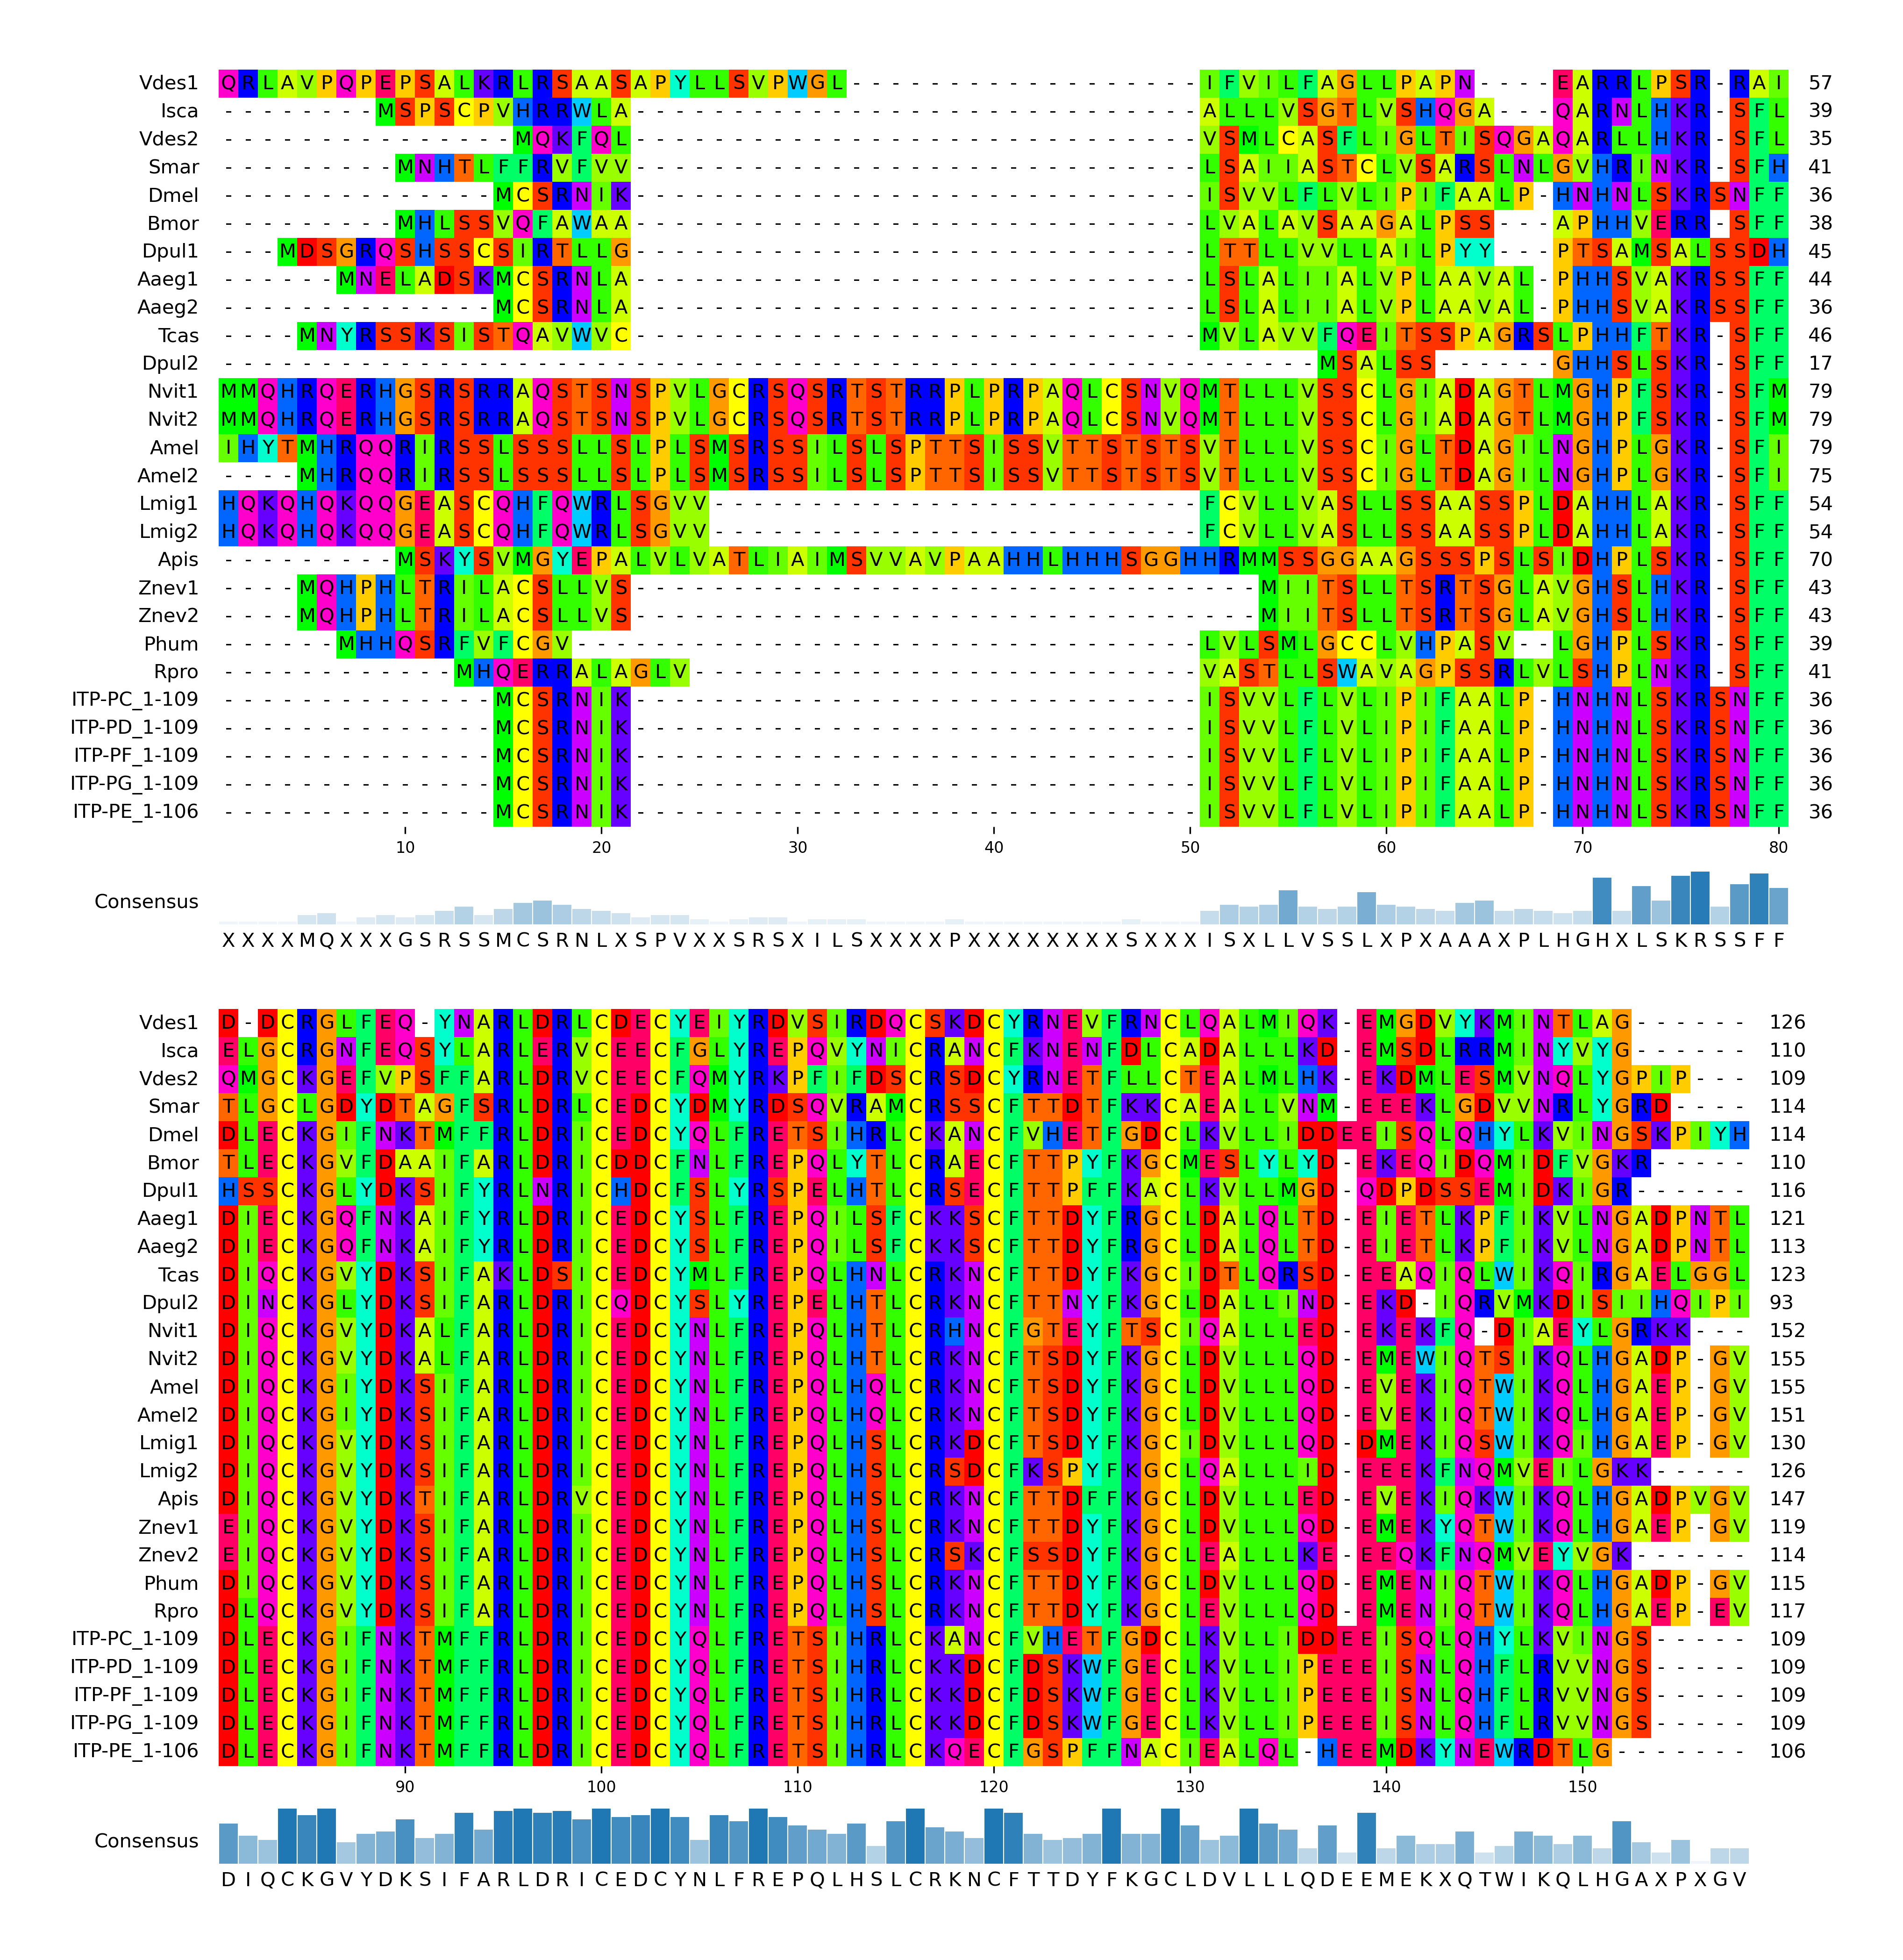 Vdes1 QRLAVPQPEPSALKRLRSAASAPYLLSVPWGL------------------IFVILFAGLLPAPN----EARRLPSR-RAI 57
Isca --------MSPSCPVHRRWLA-----------------------------ALLLVSGTLVSHQGA---QARNLHKR-SFL 39
Vdes2 ---------------MQKFQL-----------------------------VSMLCASFLIGLTISQGAQARLLHKR-SFL 35
Smar ---------MNHTLFFRVFVV-----------------------------LSAIIASTCLVSARSLNLGVHRINKR-SFH 41
Dmel --------------MCSRNIK-----------------------------ISVVLFLVLIPIFAALP-HNHNLSKRSNFF 36
Bmor ---------MHLSSVQFAWAA-----------------------------LVALAVSAAGALPSS---APHHVERR-SFF 38
Dpul1 ---MDSGRQSHSSCSIRTLLG-----------------------------LTTLLVVLLAILPYY---PTSAMSALSSDH 45
Aaeg1 ------MNELADSKMCSRNLA-----------------------------LSLALIIALVPLAAVAL-PHHSVAKRSSFF 44
Aaeg2 --------------MCSRNLA-----------------------------LSLALIIALVPLAAVAL-PHHSVAKRSSFF 36
Tcas ----MNYRSSKSISTQAVWVC-----------------------------MVLAVVFQEITSSPAGRSLPHHFTKR-SFF 46
Dpul2 --------------------------------------------------------MSALSS------GHHSLSKR-SFF 17
Nvit1 MMQHRQERHGSRSRRAQSTSNSPVLGCRSQSRTSTRRPLPRPAQLCSNVQMTLLLVSSCLGIADAGTLMGHPFSKR-SFM 79
Nvit2 MMQHRQERHGSRSRRAQSTSNSPVLGCRSQSRTSTRRPLPRPAQLCSNVQMTLLLVSSCLGIADAGTLMGHPFSKR-SFM 79
Amel IHYTMHRQQRIRSSLSSSLLSLPLSMSRSSILSLSPTTSISSVTTSTSTSVTLLLVSSCIGLTDAGILNGHPLGKR-SFI 79
Amel2 ----MHRQQRIRSSLSSSLLSLPLSMSRSSILSLSPTTSISSVTTSTSTSVTLLLVSSCIGLTDAGILNGHPLGKR-SFI 75
Lmig1 HQKQHQKQQGEASCQHFQWRLSGVV-------------------------FCVLLVASLLSSAASSPLDAHHLAKR-SFF 54
Lmig2 HQKQHQKQQGEASCQHFQWRLSGVV-------------------------FCVLLVASLLSSAASSPLDAHHLAKR-SFF 54
Apis ---------MSKYSVMGYEPALVLVATLIAIMSVVAVPAAHHLHHHSGGHHRMMSSGGAAGSSSPSLSIDHPLSKR-SFF 70
Znev1 ----MQHPHLTRILACSLLVS--------------------------------MIITSLLTSRTSGLAVGHSLHKR-SFF 43
Znev2 ----MQHPHLTRILACSLLVS--------------------------------MIITSLLTSRTSGLAVGHSLHKR-SFF 43
Phum ------MHHQSRFVFCGV--------------------------------LVLSMLGCCLVHPASV--LGHPLSKR-SFF 39
Rpro ------------MHQERRALAGLV--------------------------VASTLLSWAVAGPSSRLVLSHPLNKR-SFF 41
ITP-PC_1-109 --------------MCSRNIK-----------------------------ISVVLFLVLIPIFAALP-HNHNLSKRSNFF 36
ITP-PD_1-109 --------------MCSRNIK-----------------------------ISVVLFLVLIPIFAALP-HNHNLSKRSNFF 36
ITP-PF_1-109 --------------MCSRNIK-----------------------------ISVVLFLVLIPIFAALP-HNHNLSKRSNFF 36
ITP-PG_1-109 --------------MCSRNIK-----------------------------ISVVLFLVLIPIFAALP-HNHNLSKRSNFF 36
ITP-PE_1-106 --------------MCSRNIK-----------------------------ISVVLFLVLIPIFAALP-HNHNLSKRSNFF 36
10 20 30 40 50 60 70 80
Consensus
XXXXMQXXXGSRSSMCSRNLXSPVXXSRSXILSXXXXPXXXXXXXXSXXXISXLLVSSLXPXAAAXPLHGHXLSKRSSFF
Vdes1 D-DCRGLFEQ-YNARLDRLCDECYEIYRDVSIRDQCSKDCYRNEVFRNCLQALMIQK-EMGDVYKMINTLAG------ 126
Isca ELGCRGNFEQSYLARLERVCEECFGLYREPQVYNICRANCFKNENFDLCADALLLKD-EMSDLRRMINYVYG------ 110
Vdes2 QMGCKGEFVPSFFARLDRVCEECFQMYRKPFIFDSCRSDCYRNETFLLCTEALMLHK-EKDMLESMVNQLYGPIP--- 109
Smar TLGCLGDYDTAGFSRLDRLCEDCYDMYRDSQVRAMCRSSCFTTDTFKKCAEALLVNM-EEEKLGDVVNRLYGRD---- 114
Dmel DLECKGIFNKTMFFRLDRICEDCYQLFRETSIHRLCKANCFVHETFGDCLKVLLIDDEEISQLQHYLKVINGSKPIYH 114
Bmor TLECKGVFDAAIFARLDRICDDCFNLFREPQLYTLCRAECFTTPYFKGCMESLYLYD-EKEQIDQMIDFVGKR----- 110
Dpul1 HSSCKGLYDKSIFYRLNRICHDCFSLYRSPELHTLCRSECFTTPFFKACLKVLLMGD-QDPDSSEMIDKIGR------ 116
Aaeg1 DIECKGQFNKAIFYRLDRICEDCYSLFREPQILSFCKKSCFTTDYFRGCLDALQLTD-EIETLKPFIKVLNGADPNTL 121
Aaeg2 DIECKGQFNKAIFYRLDRICEDCYSLFREPQILSFCKKSCFTTDYFRGCLDALQLTD-EIETLKPFIKVLNGADPNTL 113
Tcas DIQCKGVYDKSIFAKLDSICEDCYMLFREPQLHNLCRKNCFTTDYFKGCIDTLQRSD-EEAQIQLWIKQIRGAELGGL 123
Dpul2 DINCKGLYDKSIFARLDRICQDCYSLYREPELHTLCRKNCFTTNYFKGCLDALLIND-EKD-IQRVMKDISIIHQIPI 93
Nvit1 DIQCKGVYDKALFARLDRICEDCYNLFREPQLHTLCRHNCFGTEYFTSCIQALLLED-EKEKFQ-DIAEYLGRKK--- 152
Nvit2 DIQCKGVYDKALFARLDRICEDCYNLFREPQLHTLCRKNCFTSDYFKGCLDVLLLQD-EMEWIQTSIKQLHGADP-GV 155
Amel DIQCKGIYDKSIFARLDRICEDCYNLFREPQLHQLCRKNCFTSDYFKGCLDVLLLQD-EVEKIQTWIKQLHGAEP-GV 155
Amel2 DIQCKGIYDKSIFARLDRICEDCYNLFREPQLHQLCRKNCFTSDYFKGCLDVLLLQD-EVEKIQTWIKQLHGAEP-GV 151
Lmig1 DIQCKGVYDKSIFARLDRICEDCYNLFREPQLHSLCRKDCFTSDYFKGCIDVLLLQD-DMEKIQSWIKQIHGAEP-GV 130
Lmig2 DIQCKGVYDKSIFARLDRICEDCYNLFREPQLHSLCRSDCFKSPYFKGCLQALLLID-EEEKFNQMVEILGKK----- 126
Apis DIQCKGVYDKTIFARLDRVCEDCYNLFREPQLHSLCRKNCFTTDFFKGCLDVLLLED-EVEKIQKWIKQLHGADPVGV 147
Znev1 EIQCKGVYDKSIFARLDRICEDCYNLFREPQLHSLCRKNCFTTDYFKGCLDVLLLQD-EMEKYQTWIKQLHGAEP-GV 119
Znev2 EIQCKGVYDKSIFARLDRICEDCYNLFREPQLHSLCRSKCFSSDYFKGCLEALLLKE-EEQKFNQMVEYVGK------ 114
Phum DIQCKGVYDKSIFARLDRICEDCYNLFREPQLHSLCRKNCFTTDYFKGCLDVLLLQD-EMENIQTWIKQLHGADP-GV 115
Rpro DLQCKGVYDKSIFARLDRICEDCYNLFREPQLHSLCRKNCFTTDYFKGCLEVLLLQD-EMENIQTWIKQLHGAEP-EV 117
ITP-PC_1-109 DLECKGIFNKTMFFRLDRICEDCYQLFRETSIHRLCKANCFVHETFGDCLKVLLIDDEEISQLQHYLKVINGS----- 109
ITP-PD_1-109 DLECKGIFNKTMFFRLDRICEDCYQLFRETSIHRLCKKDCFDSKWFGECLKVLLIPEEEISNLQHFLRVVNGS----- 109
ITP-PF_1-109 DLECKGIFNKTMFFRLDRICEDCYQLFRETSIHRLCKKDCFDSKWFGECLKVLLIPEEEISNLQHFLRVVNGS----- 109
ITP-PG_1-109 DLECKGIFNKTMFFRLDRICEDCYQLFRETSIHRLCKKDCFDSKWFGECLKVLLIPEEEISNLQHFLRVVNGS----- 109
ITP-PE_1-106 DLECKGIFNKTMFFRLDRICEDCYQLFRETSIHRLCKQECFGSPFFNACIEALQL-HEEMDKYNEWRDTLG------- 106
90 100 110 120 130 140 150
Consensus
DIQCKGVYDKSIFARLDRICEDCYNLFREPQLHSLCRKNCFTTDYFKGCLDVLLLQDEEMEKXQTWIKQLHGAXPXGV